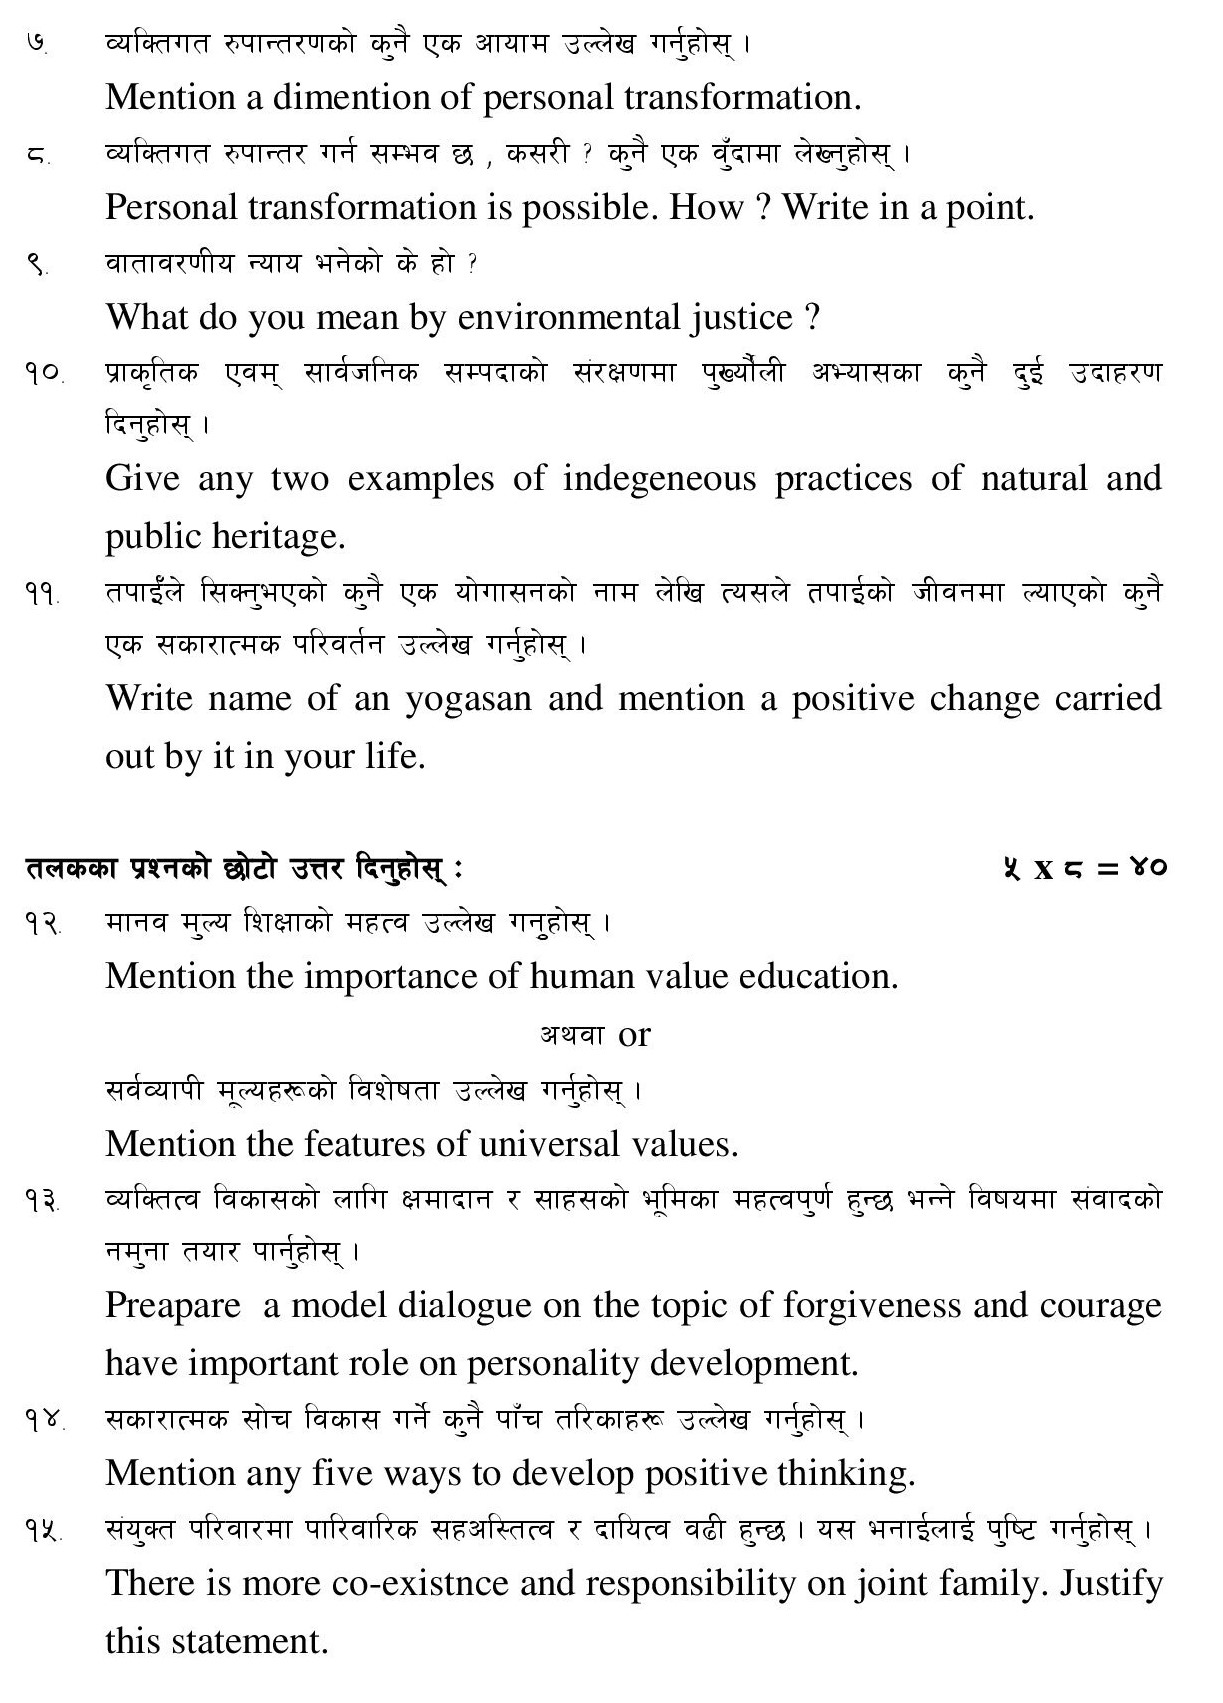 ७. व्यक्तिगत रुपान्तरणको कुनै एक आयाम उल्लेख गर्नुहोस् ।
Mention a dimention of personal transformation.
८. व्यक्तिगत रुपान्तर गर्न सम्भव छ , कसरी ? कुनै एक बुँदामा लेख्नुहोस् ।
Personal transformation is possible. How ? Write in a point.
९. वातावरणीय न्याय भनेको के हो ?
What do you mean by environmental justice ?
१०. प्राकृतिक एवम् सार्वजनिक सम्पदाको संरक्षणमा पुर्ख्यौली अभ्यासका कुनै दुई उदाहरण
दिनुहोस् ।
Give any two examples of indegeneous practices of natural and
public heritage.
११. तपाईँले सिक्नुभएको कुनै एक योगासनको नाम लेखि त्यसले तपाईको जीवनमा ल्याएको कुनै
एक सकारात्मक परिवर्तन उल्लेख गर्नुहोस् ।
Write name of an yogasan and mention a positive change carried
out by it in your life.
तलकका प्रश्नको छोटो उत्तर दिनुहोस् : ५ x ८ = ४०
१२. मानव मुल्य शिक्षाको महत्व उल्लेख गनुहोस् ।
Mention the importance of human value education.
अथवा or
सर्वव्यापी मूल्यहरूको विशेषता उल्लेख गर्नुहोस् ।
Mention the features of universal values.
१३. व्यक्तित्व विकासको लागि क्षमादान र साहसको भूमिका महत्वपुर्ण हुन्छ भन्ने विषयमा संवादको
नमुना तयार पार्नुहोस् ।
Preapare a model dialogue on the topic of forgiveness and courage
have important role on personality development.
१४. सकारात्मक सोच विकास गर्ने कुनै पाँच तरिकाहरू उल्लेख गर्नुहोस् ।
Mention any five ways to develop positive thinking.
१५. संयुक्त परिवारमा पारिवारिक सहअस्तित्व र दायित्व वढी हुन्छ । यस भनाईलाई पुष्टि गर्नुहोस् ।
There is more co-existnce and responsibility on joint family. Justify
this statement.